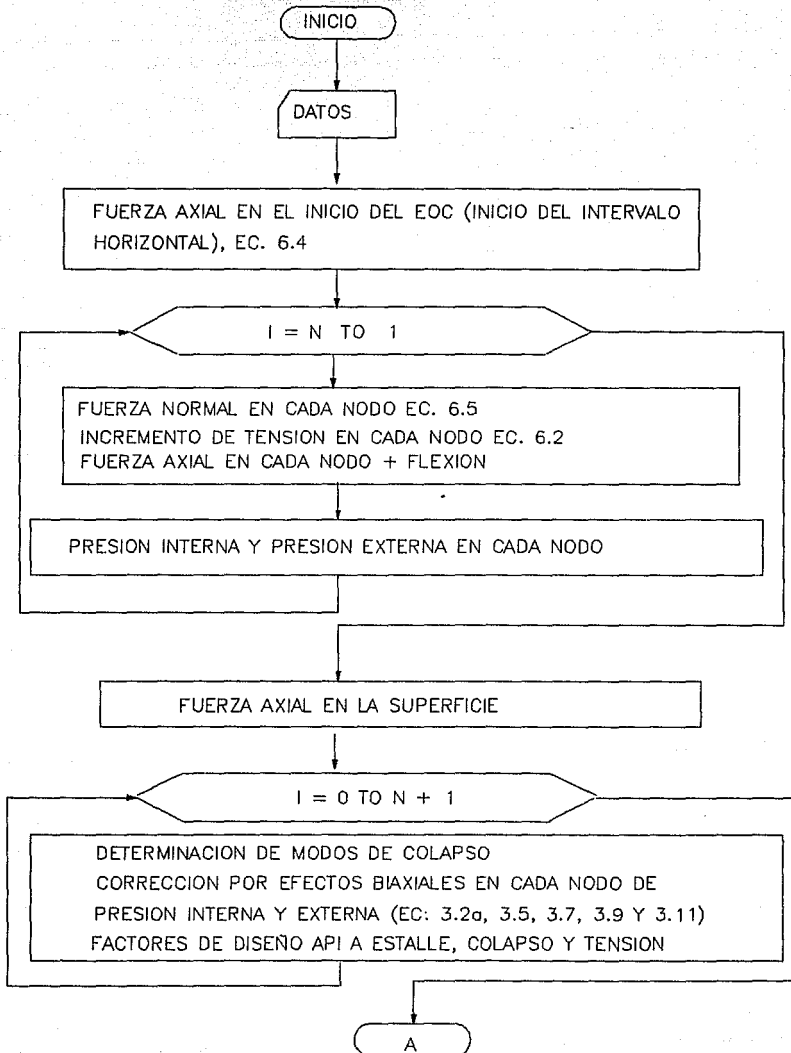 INICIO
DATOS
FUERZA AXIAL EN EL INICIO DEL EOC (INICIO DEL INTERVALO
HORIZONTAL), EC. 6.4
I = N TO 1
FUERZA NORMAL EN CADA NODO EC. 6.5
INCREMENTO DE TENSION EN CADA NODO EC. 6.2
FUERZA AXIAL EN CADA NODO + FLEXION
PRESION INTERNA Y PRESION EXTERNA EN CADA NODO
FUERZA AXIAL EN LA SUPERFICIE
I = 0 TO N + 1
DETERMINACION DE MODOS DE COLAPSO
CORRECCION POR EFECTOS BIAXIALES EN CADA NODO DE
PRESION INTERNA Y EXTERNA (EC: 3.2a, 3.5, 3.7, 3.9 Y 3.11)
FACTORES DE DISEÑO API A ESTALLE, COLAPSO Y TENSION
A